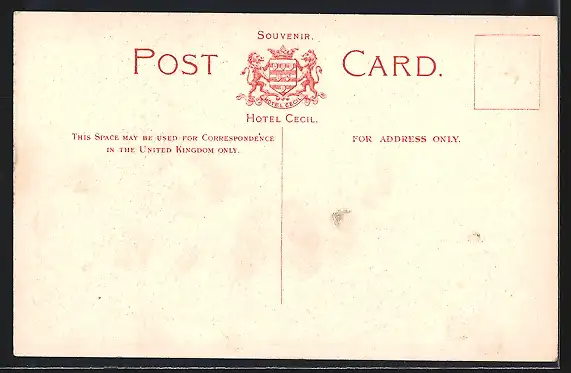 SOUVENIR.
POST CARD.
HOTEL CECIL
HOTEL CECIL.
THIS SPACE MAY BE USED FOR CORRESPONDENCE
IN THE UNITED KINGDOM ONLY.
FOR ADDRESS ONLY.